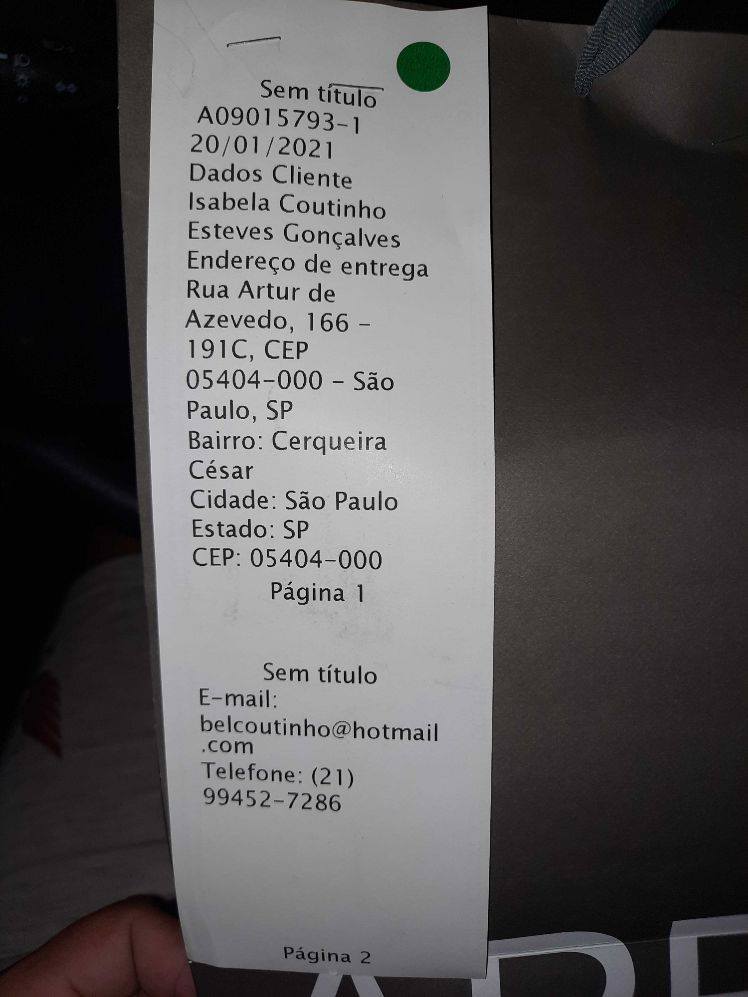 Sem título
A09015793-1
20/01/2021
Dados Cliente
Isabela Coutinho
Esteves Gonçalves
Endereço de entrega
Rua Artur de
Azevedo, 166 -
191C, CEP
05404-000 - São
Paulo, SP
Bairro: Cerqueira
César
Cidade: São Paulo
Estado: SP
CEP: 05404-000
Página 1
Sem título
E-mail:
belcoutinho@hotmail
.com
Telefone: (21)
99452-7286
Página 2